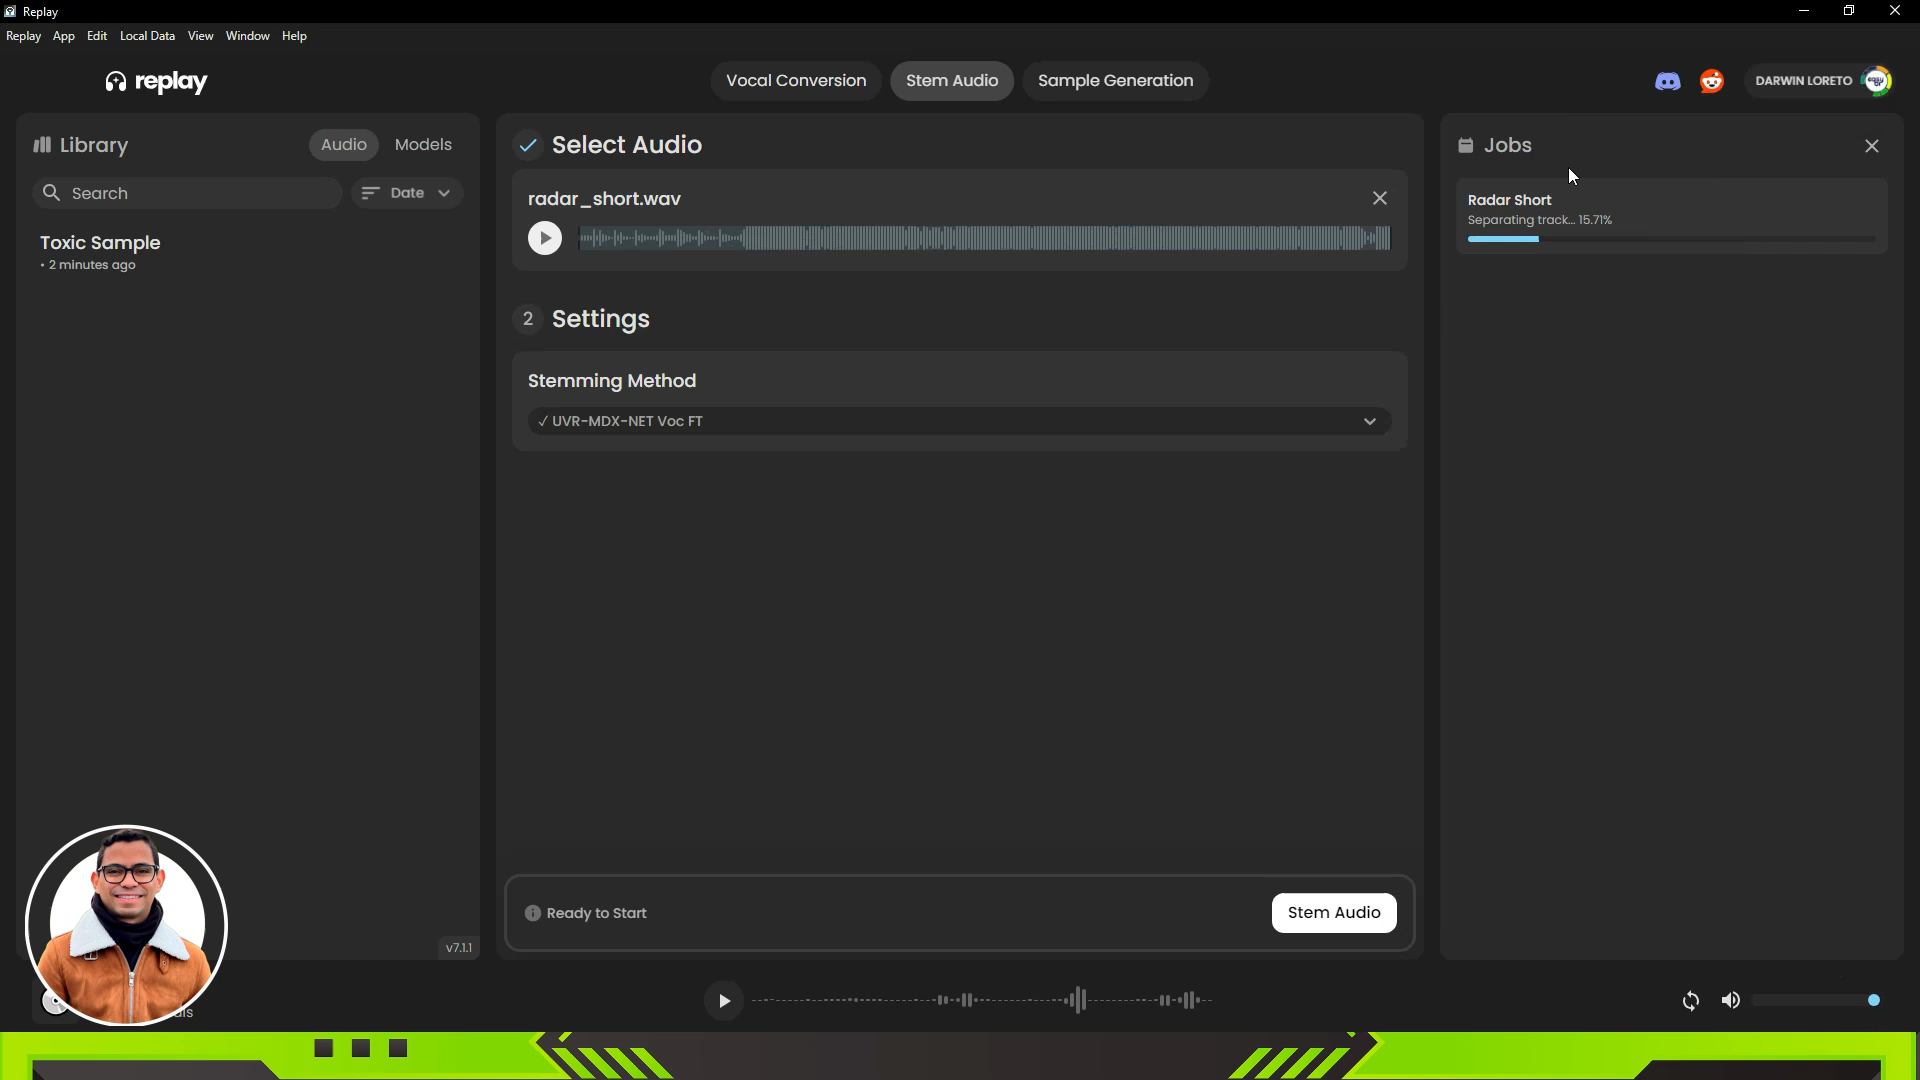 Replay
Replay App Edit Local Data View Window Help
replay
Vocal Conversion Stem Audio Sample Generation
DARWIN LORETO
Library
Audio Models
Search
Date
Toxic Sample
• 2 minutes ago
v7.1.1
Select Audio
radar_short.wav
2 Settings
Stemming Method
✓ UVR-MDX-NET Voc FT
Ready to Start
Stem Audio
Jobs
Radar Short
Separating track... 15.71%